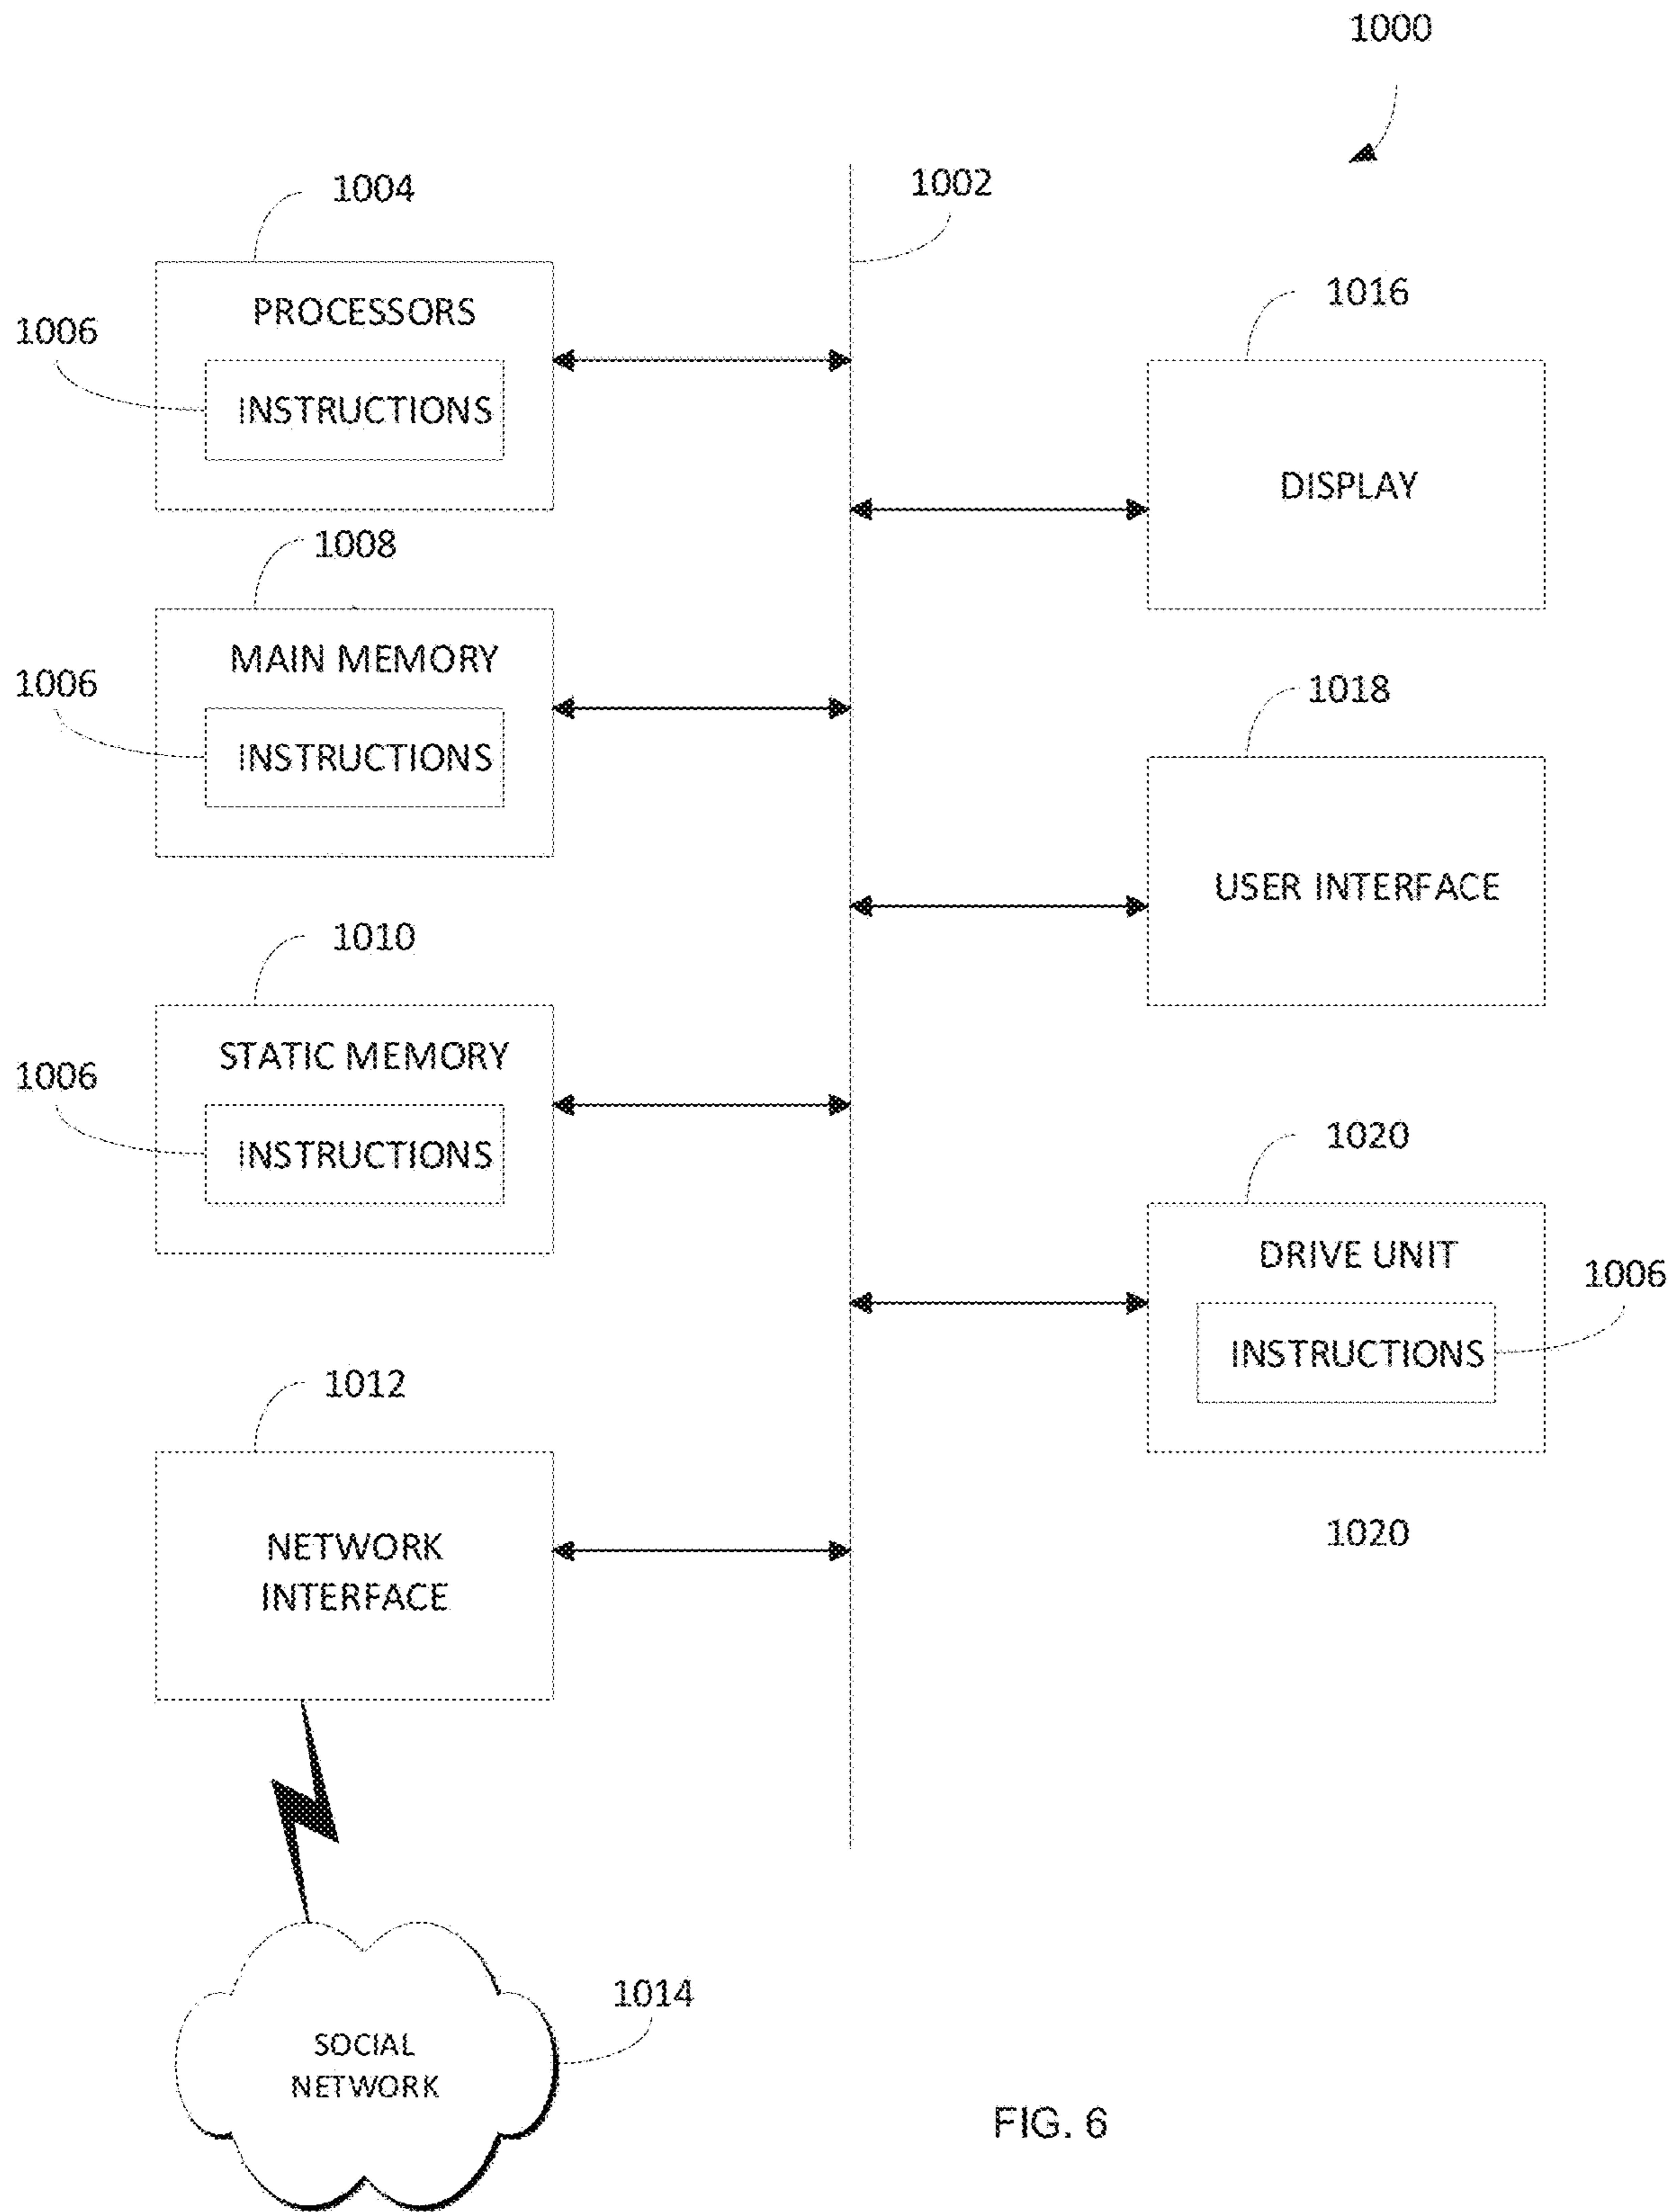 1000
1004
1002
PROCESSORS
1006
INSTRUCTIONS
1016
DISPLAY
1008
MAIN MEMORY
1006
INSTRUCTIONS
1018
USER INTERFACE
1010
STATIC MEMORY
1006
INSTRUCTIONS
1020
DRIVE UNIT
1006
INSTRUCTIONS
1012
NETWORK
INTERFACE
1020
1014
SOCIAL
NETWORK
FIG. 6